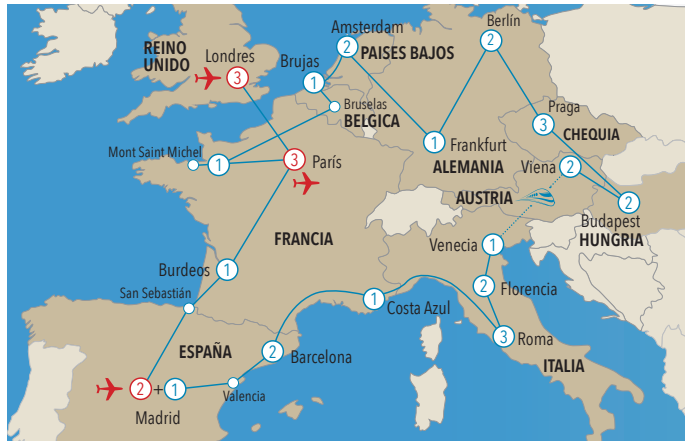 Amsterdam
Berlín
REINO
UNIDO
Londres
2
PAISES BAJOS
2
Brujas
3
1
Bruselas
BELGICA
Praga
3
CHEQUIA
Mont Saint Michel
1
3
París
1
Frankfurt
ALEMANIA
Viena
2
AUSTRIA
2
Budapest
HUNGRIA
FRANCIA
Venecia
1
Burdeos
1
2
Florencia
San Sebastián
1
Costa Azul
3
Roma
ESPAÑA
2
Barcelona
ITALIA
2
+
1
Valencia
Madrid